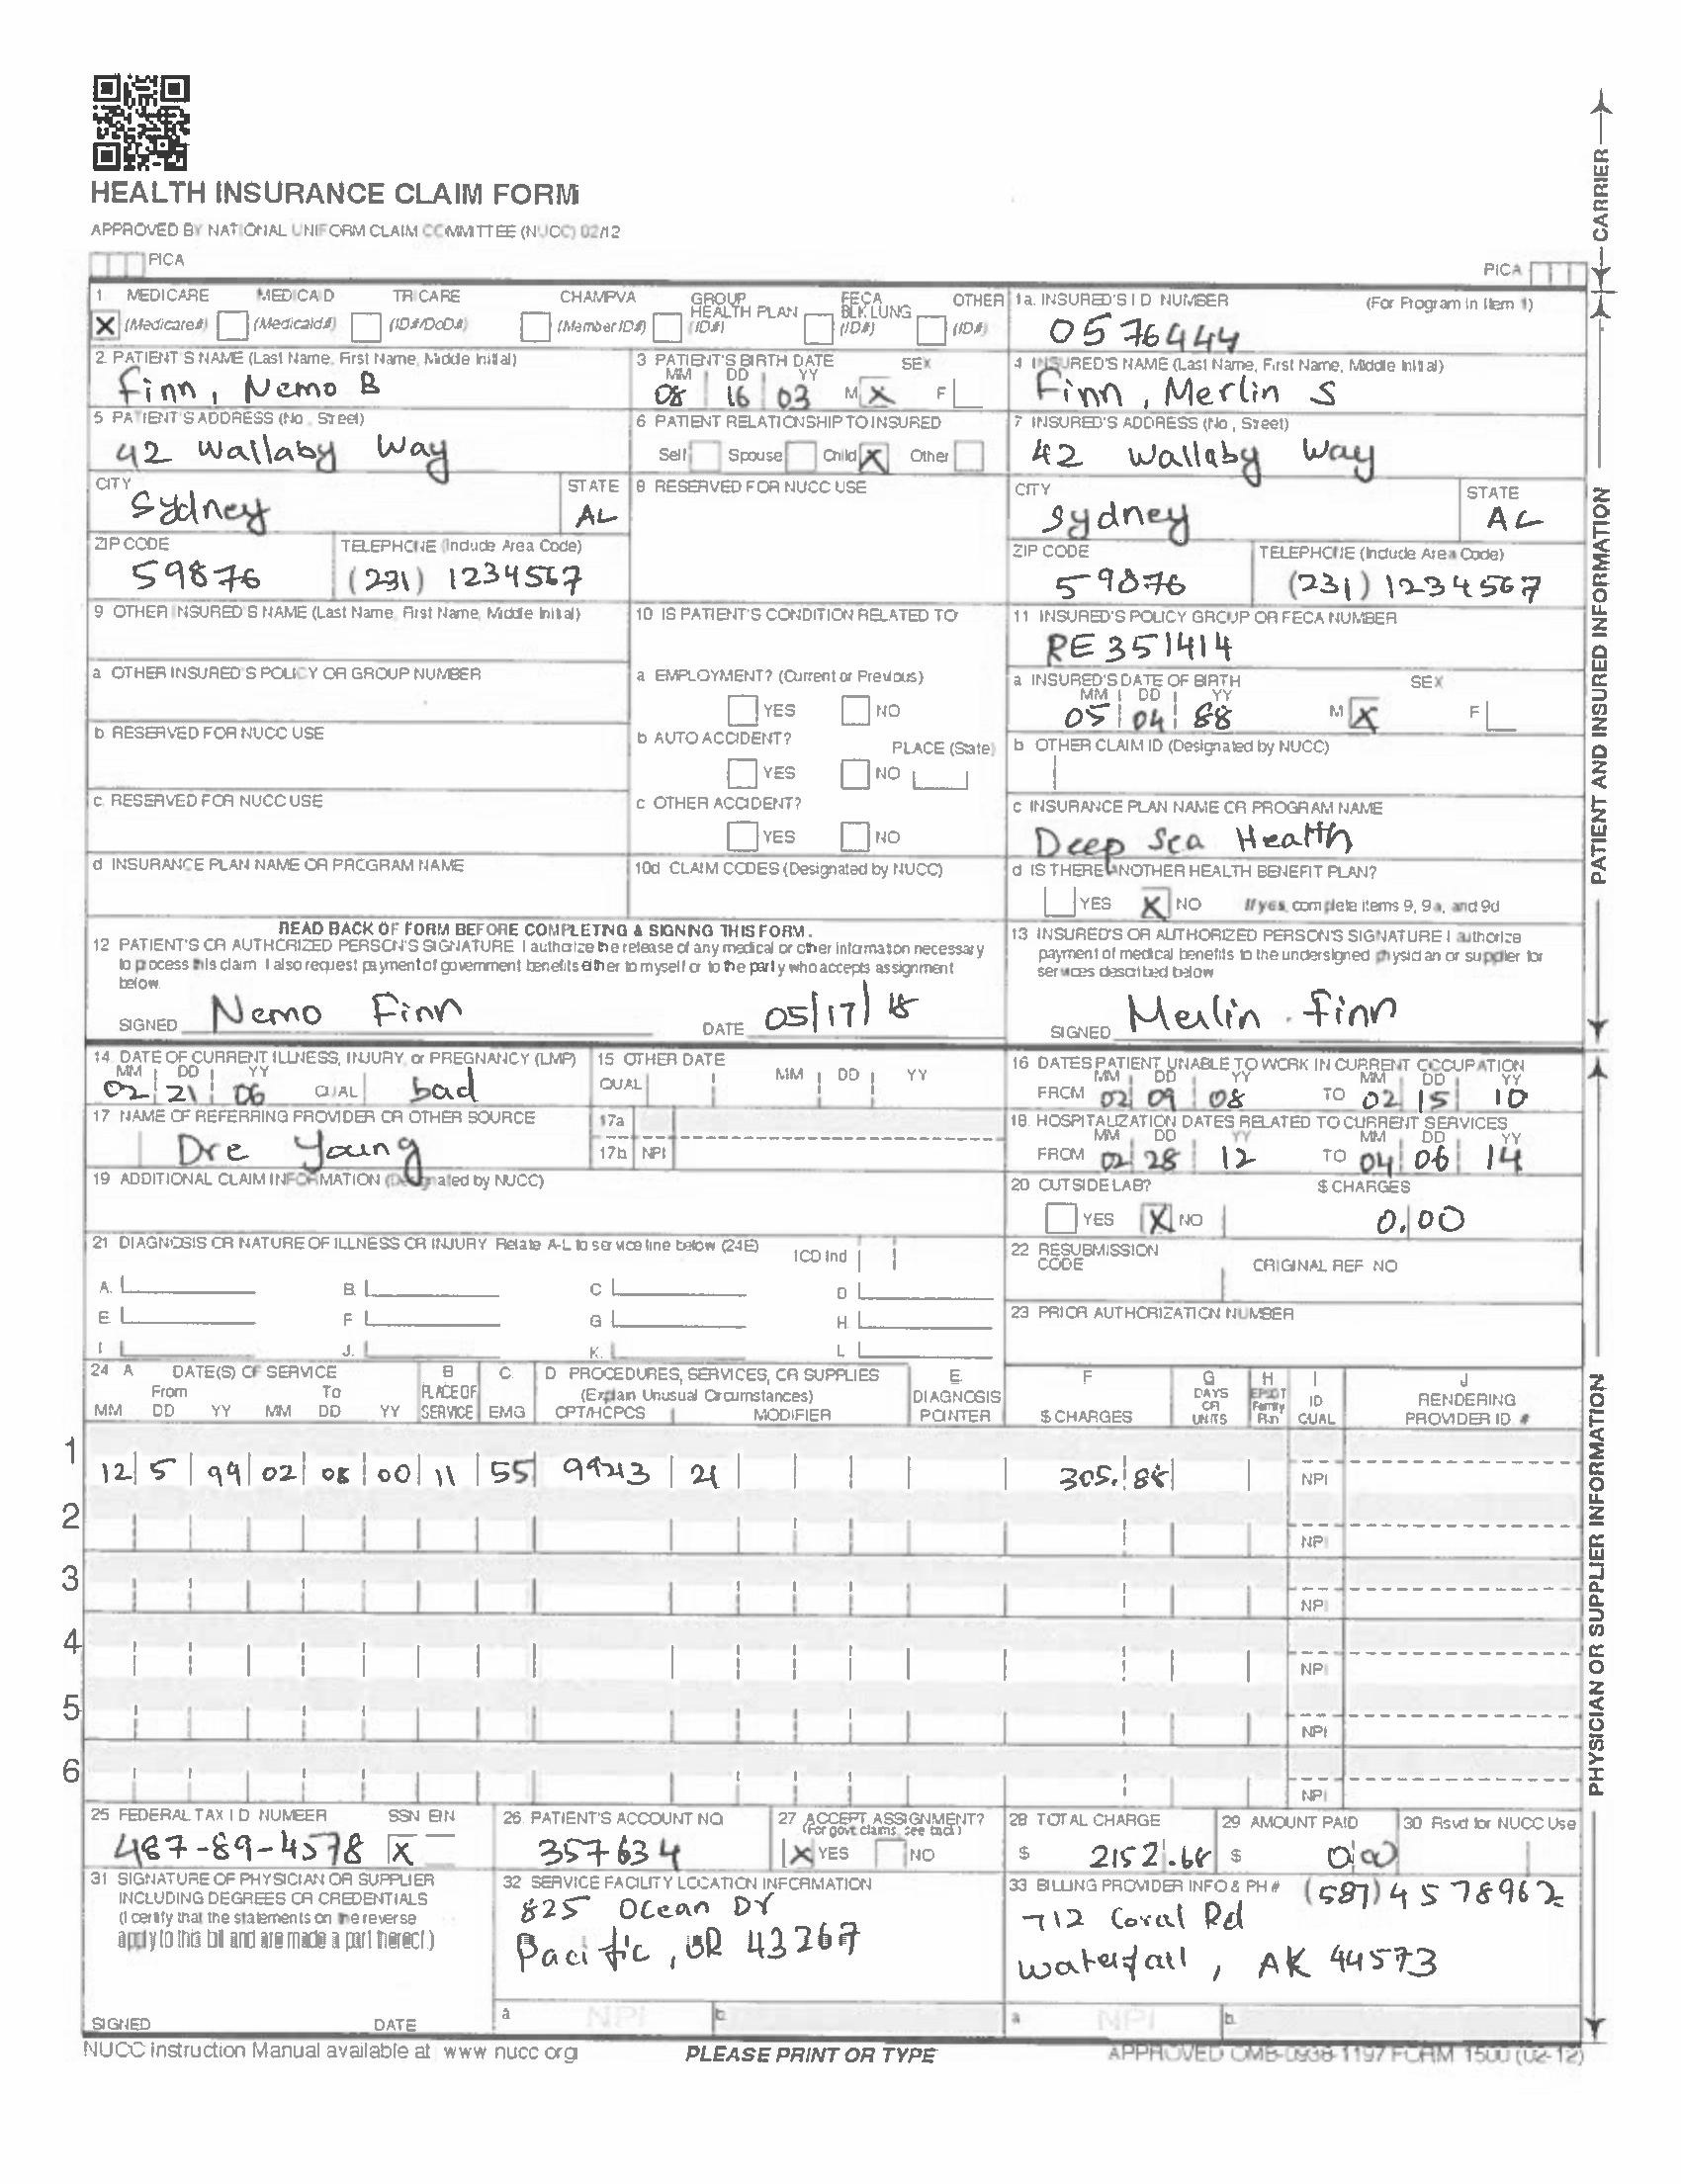 HEALTH INSURANCE CLAIM FORM
APPROVED BY NATIONAL UNIFORM CLAIM COMMITTEE (NUCC) 02/12
PICA
PICA
CARRIER
1 MEDICARE MEDICAID TRICARE CHAMPVA GROUP HEALTH PLAN FECA BLK LUNG OTHER
X (Medicare#) (Medicaid#) (ID#/DoD#) (Member ID#) (ID#) (ID#) (ID#)
1a. INSURED'S I D NUMBER (For Program in Item 1)
0576444
2. PATIENT'S NAME (Last Name, First Name, Middle Initial)
Finn, Nemo B
3 PATIENT'S BIRTH DATE SEX
MM DD YY
08 16 03 M X F
4 INSURED'S NAME (Last Name, First Name, Middle Initial)
Finn, Merlin S
5 PATIENT'S ADDRESS (No, Street)
42 Wallaby Way
6 PATIENT RELATIONSHIP TO INSURED
Self Spouse Child X Other
7 INSURED'S ADDRESS (No, Street)
42 Wallaby Way
CITY STATE
Sydney AL
8 RESERVED FOR NUCC USE
CITY STATE
Sydney AL
ZIP CODE TELEPHONE (Include Area Code)
59876 (231) 1234567
ZIP CODE TELEPHONE (Include Area Code)
59876 (231) 1234567
9 OTHER INSURED'S NAME (Last Name, First Name, Middle Initial)
10 IS PATIENT'S CONDITION RELATED TO
11 INSURED'S POLICY GROUP OR FECA NUMBER
RE 351414
a OTHER INSURED'S POLICY OR GROUP NUMBER
a EMPLOYMENT? (Current or Previous)
YES NO
a INSURED'S DATE OF BIRTH SEX
MM DD YY
05 04 88 M X F
b RESERVED FOR NUCC USE
b AUTO ACCIDENT? PLACE (State)
YES NO
b OTHER CLAIM ID (Designated by NUCC)
c. RESERVED FOR NUCC USE
c OTHER ACCIDENT?
YES NO
c INSURANCE PLAN NAME OR PROGRAM NAME
Deep Sea Health
d INSURANCE PLAN NAME OR PROGRAM NAME
10d CLAIM CODES (Designated by NUCC)
d IS THERE ANOTHER HEALTH BENEFIT PLAN?
YES X NO If yes, complete items 9, 9a, and 9d
PATIENT AND INSURED INFORMATION
READ BACK OF FORM BEFORE COMPLETING & SIGNING THIS FORM.
12 PATIENT'S OR AUTHORIZED PERSON'S SIGNATURE I authorize the release of any medical or other information necessary
to process this claim I also request payment of government benefits either to myself or to the party who accepts assignment
below.
SIGNED Nemo Finn DATE 05/17/18
13 INSURED'S OR AUTHORIZED PERSON'S SIGNATURE I authorize
payment of medical benefits to the undersigned physician or supplier for
services described below
SIGNED Merlin Finn
14 DATE OF CURRENT ILLNESS, INJURY, or PREGNANCY (LMP)
MM DD YY
02 21 06 QUAL bad
15 OTHER DATE
QUAL MM DD YY
16 DATES PATIENT UNABLE TO WORK IN CURRENT OCCUPATION
MM DD YY MM DD YY
FROM 02 09 08 TO 02 15 10
17 NAME OF REFERRING PROVIDER OR OTHER SOURCE
Dre Young
17a
17b NPI
18. HOSPITALIZATION DATES RELATED TO CURRENT SERVICES
MM DD YY MM DD YY
FROM 02 28 12 TO 04 06 14
19 ADDITIONAL CLAIM INFORMATION (Designated by NUCC)
20 OUTSIDE LAB? $ CHARGES
YES X NO 0.00
21 DIAGNOSIS OR NATURE OF ILLNESS OR INJURY Relate A-L to service line below (24E) ICD Ind
A. B. C D
E F G H
I J. K. L
22 RESUBMISSION CODE ORIGINAL REF NO
23 PRIOR AUTHORIZATION NUMBER
24 A DATE(S) OF SERVICE B C. D PROCEDURES, SERVICES, OR SUPPLIES E. F G H I J
From To PLACE OF (Explain Unusual Circumstances) DIAGNOSIS DAYS OR EPSDT Family ID RENDERING
MM DD YY MM DD YY SERVICE EMG CPT/HCPCS MODIFIER POINTER $ CHARGES UNITS Plan QUAL PROVIDER ID #
1 12 5 99 02 08 00 11 55 99213 21 305. 88 NPI
2 NPI
3 NPI
4 NPI
5 NPI
6 NPI
PHYSICIAN OR SUPPLIER INFORMATION
25 FEDERAL TAX I D NUMBER SSN EIN
487-89-4578 X
26. PATIENT'S ACCOUNT NO
357634
27 ACCEPT ASSIGNMENT?
(For govt claims, see back)
X YES NO
28 TOTAL CHARGE
$ 2152.68
29 AMOUNT PAID
$ 0 00
30 Rsvd for NUCC Use
31 SIGNATURE OF PHYSICIAN OR SUPPLIER
INCLUDING DEGREES OR CREDENTIALS
(I certify that the statements on the reverse
apply to this bill and are made a part thereof)
SIGNED DATE
32 SERVICE FACILITY LOCATION INFORMATION
825 Ocean Dr
Pacific, OR 43267
a NPI b
33 BILLING PROVIDER INFO & PH # (587) 4578962
712 Coral Rd
Waterfall, AK 44573
a NPI b.
NUCC Instruction Manual available at www nucc org
PLEASE PRINT OR TYPE
APPROVED OMB-0938-1197 FORM 1500 (02-12)